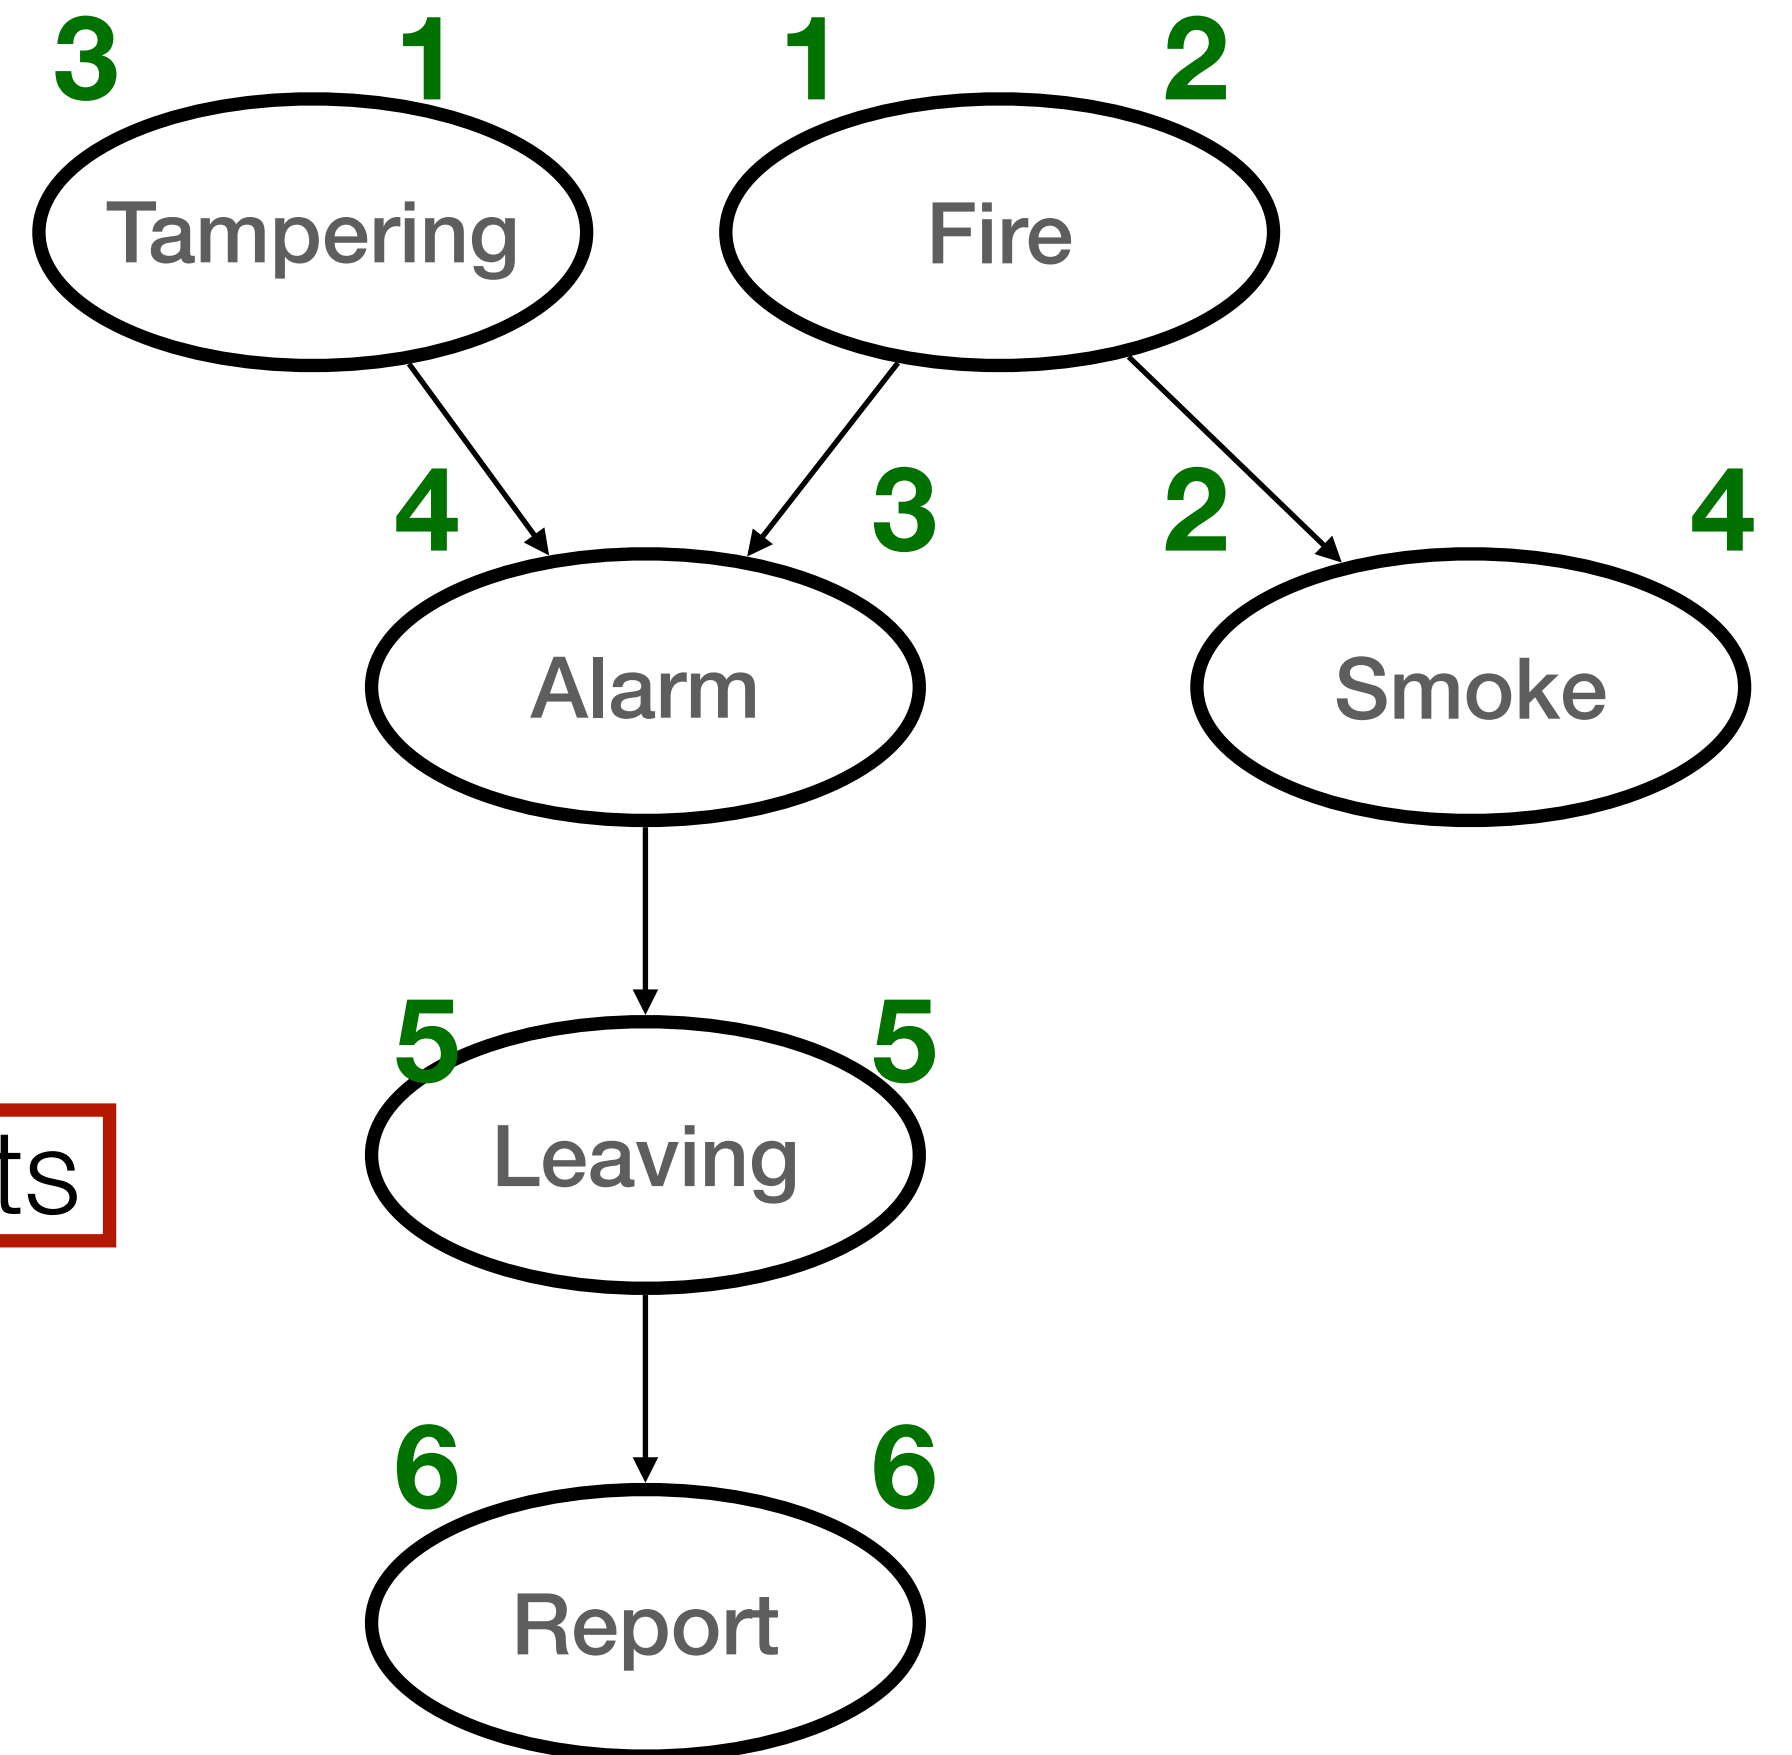 3 1 1 2
Tampering Fire
4 3 2 4
Alarm Smoke
5 5
ts
Leaving
6 6
Report